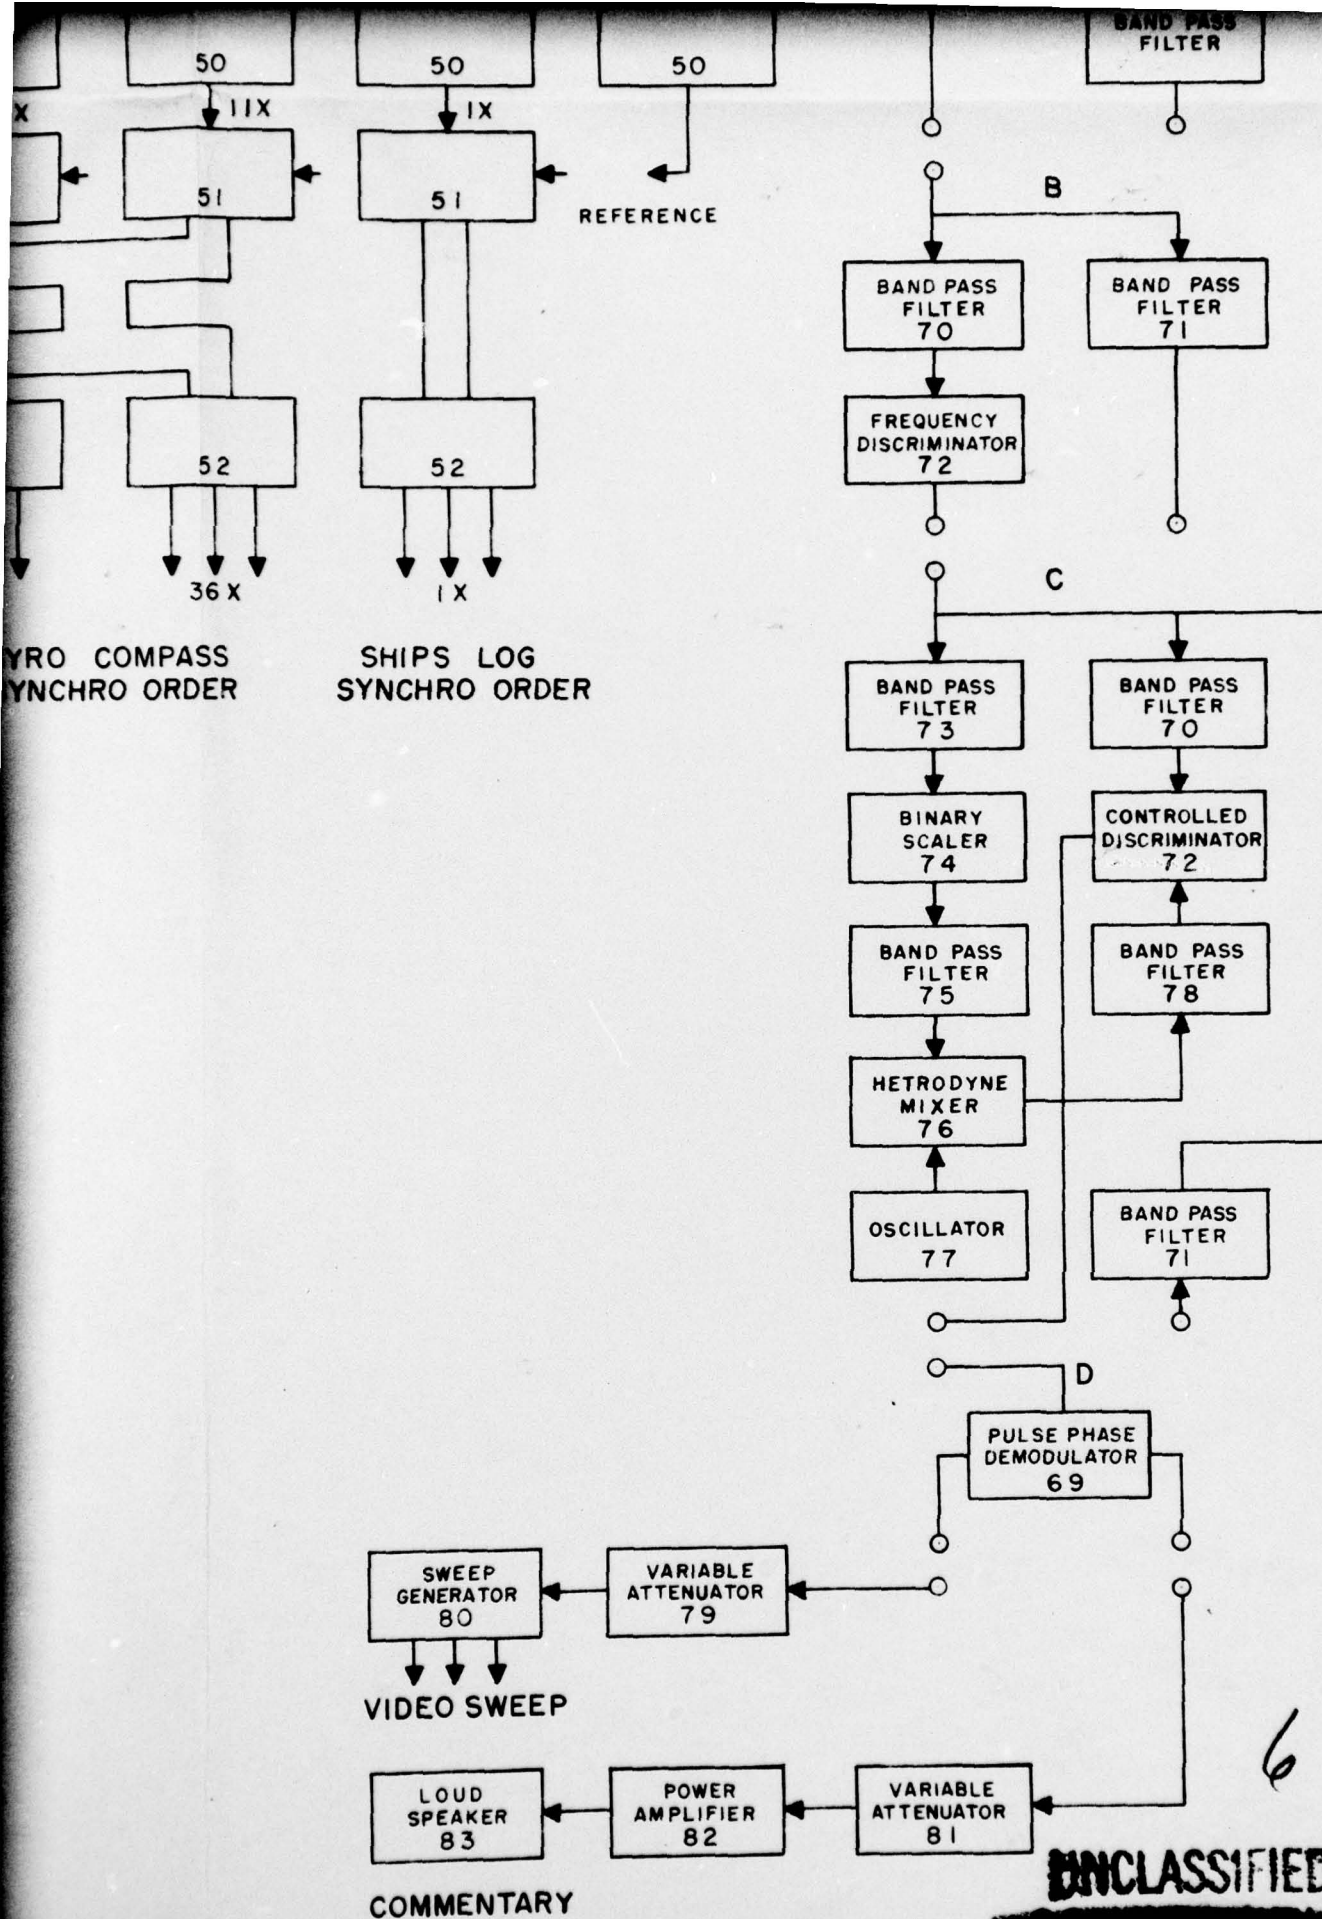 50
50
50
BAND PASS
FILTER
X
11X
1X
51
51
REFERENCE
B
BAND PASS
FILTER
70
BAND PASS
FILTER
71
FREQUENCY
DISCRIMINATOR
72
52
52
36X
1X
C
YRO COMPASS
YNCHRO ORDER
SHIPS LOG
SYNCHRO ORDER
BAND PASS
FILTER
73
BAND PASS
FILTER
70
BINARY
SCALER
74
CONTROLLED
DISCRIMINATOR
72
BAND PASS
FILTER
75
BAND PASS
FILTER
78
HETRODYNE
MIXER
76
OSCILLATOR
77
BAND PASS
FILTER
71
D
PULSE PHASE
DEMODULATOR
69
SWEEP
GENERATOR
80
VARIABLE
ATTENUATOR
79
VIDEO SWEEP
6
LOUD
SPEAKER
83
POWER
AMPLIFIER
82
VARIABLE
ATTENUATOR
81
UNCLASSIFIED
COMMENTARY